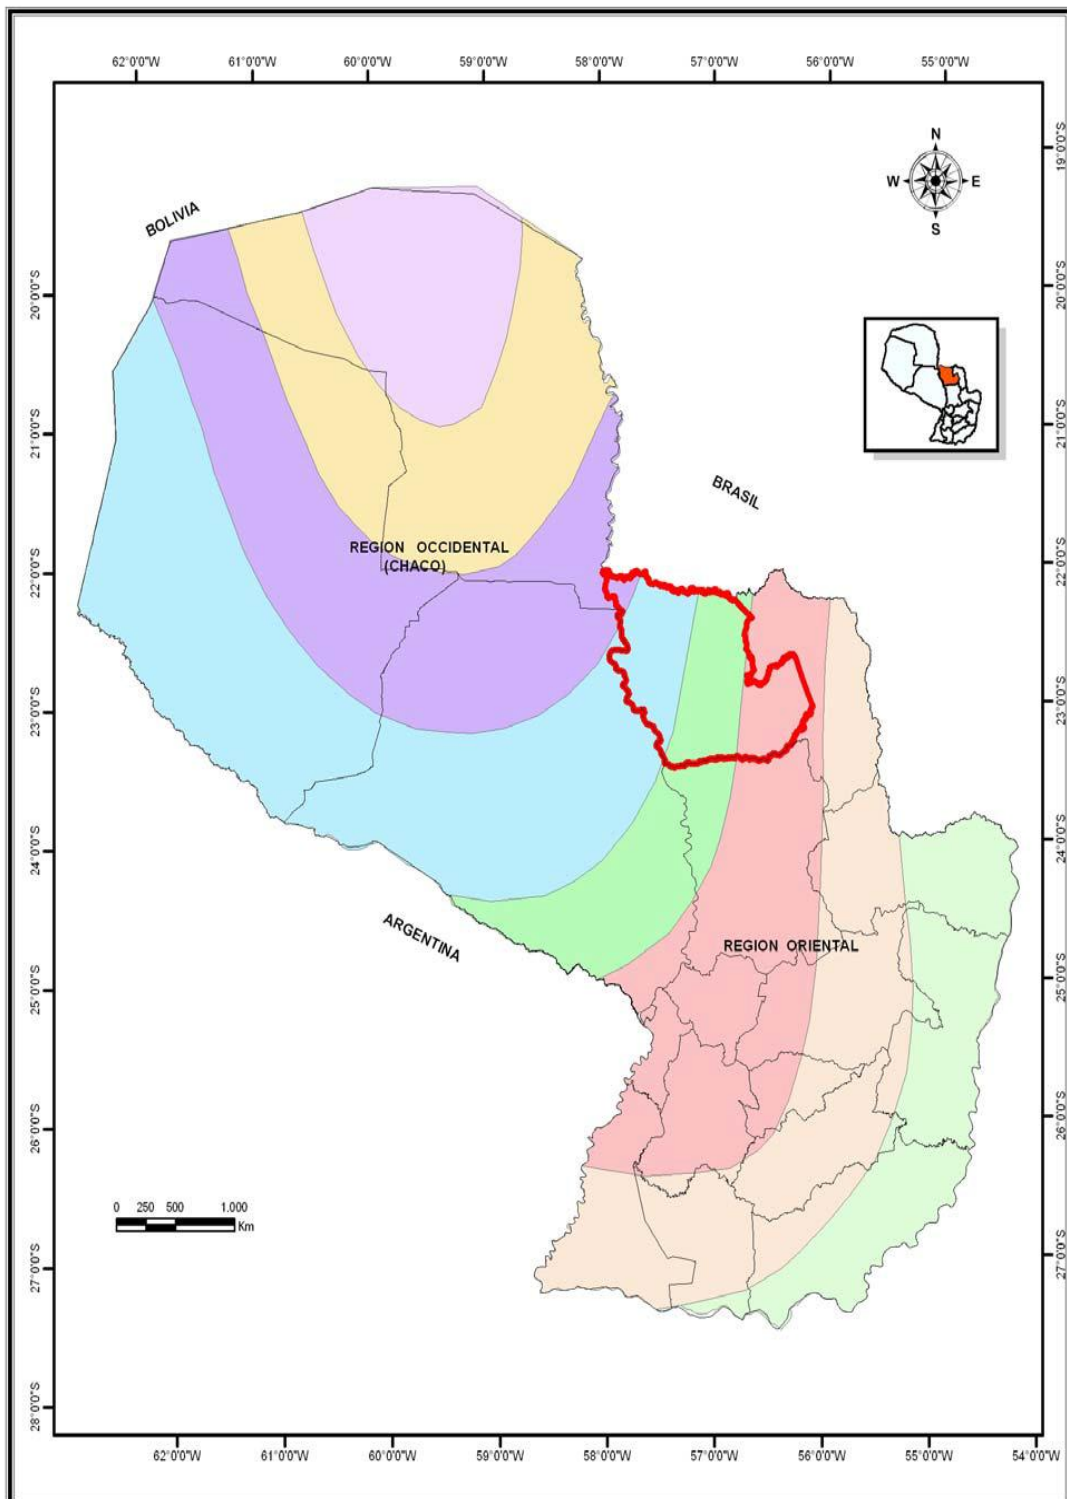 62°0'0"W 61°0'0"W 60°0'0"W 59°0'0"W 58°0'0"W 57°0'0"W 56°0'0"W 55°0'0"W
19°0'0"S
N
W E
S
BOLIVIA
20°0'0"S 20°0'0"S
21°0'0"S 21°0'0"S
BRASIL
REGION OCCIDENTAL
(CHACO)
22°0'0"S 22°0'0"S
23°0'0"S 23°0'0"S
24°0'0"S 24°0'0"S
ARGENTINA
REGION ORIENTAL
25°0'0"S 25°0'0"S
26°0'0"S 26°0'0"S
0 250 500 1.000
Km
27°0'0"S 27°0'0"S
28°0'0"S
62°0'0"W 61°0'0"W 60°0'0"W 59°0'0"W 58°0'0"W 57°0'0"W 56°0'0"W 55°0'0"W 54°0'0"W